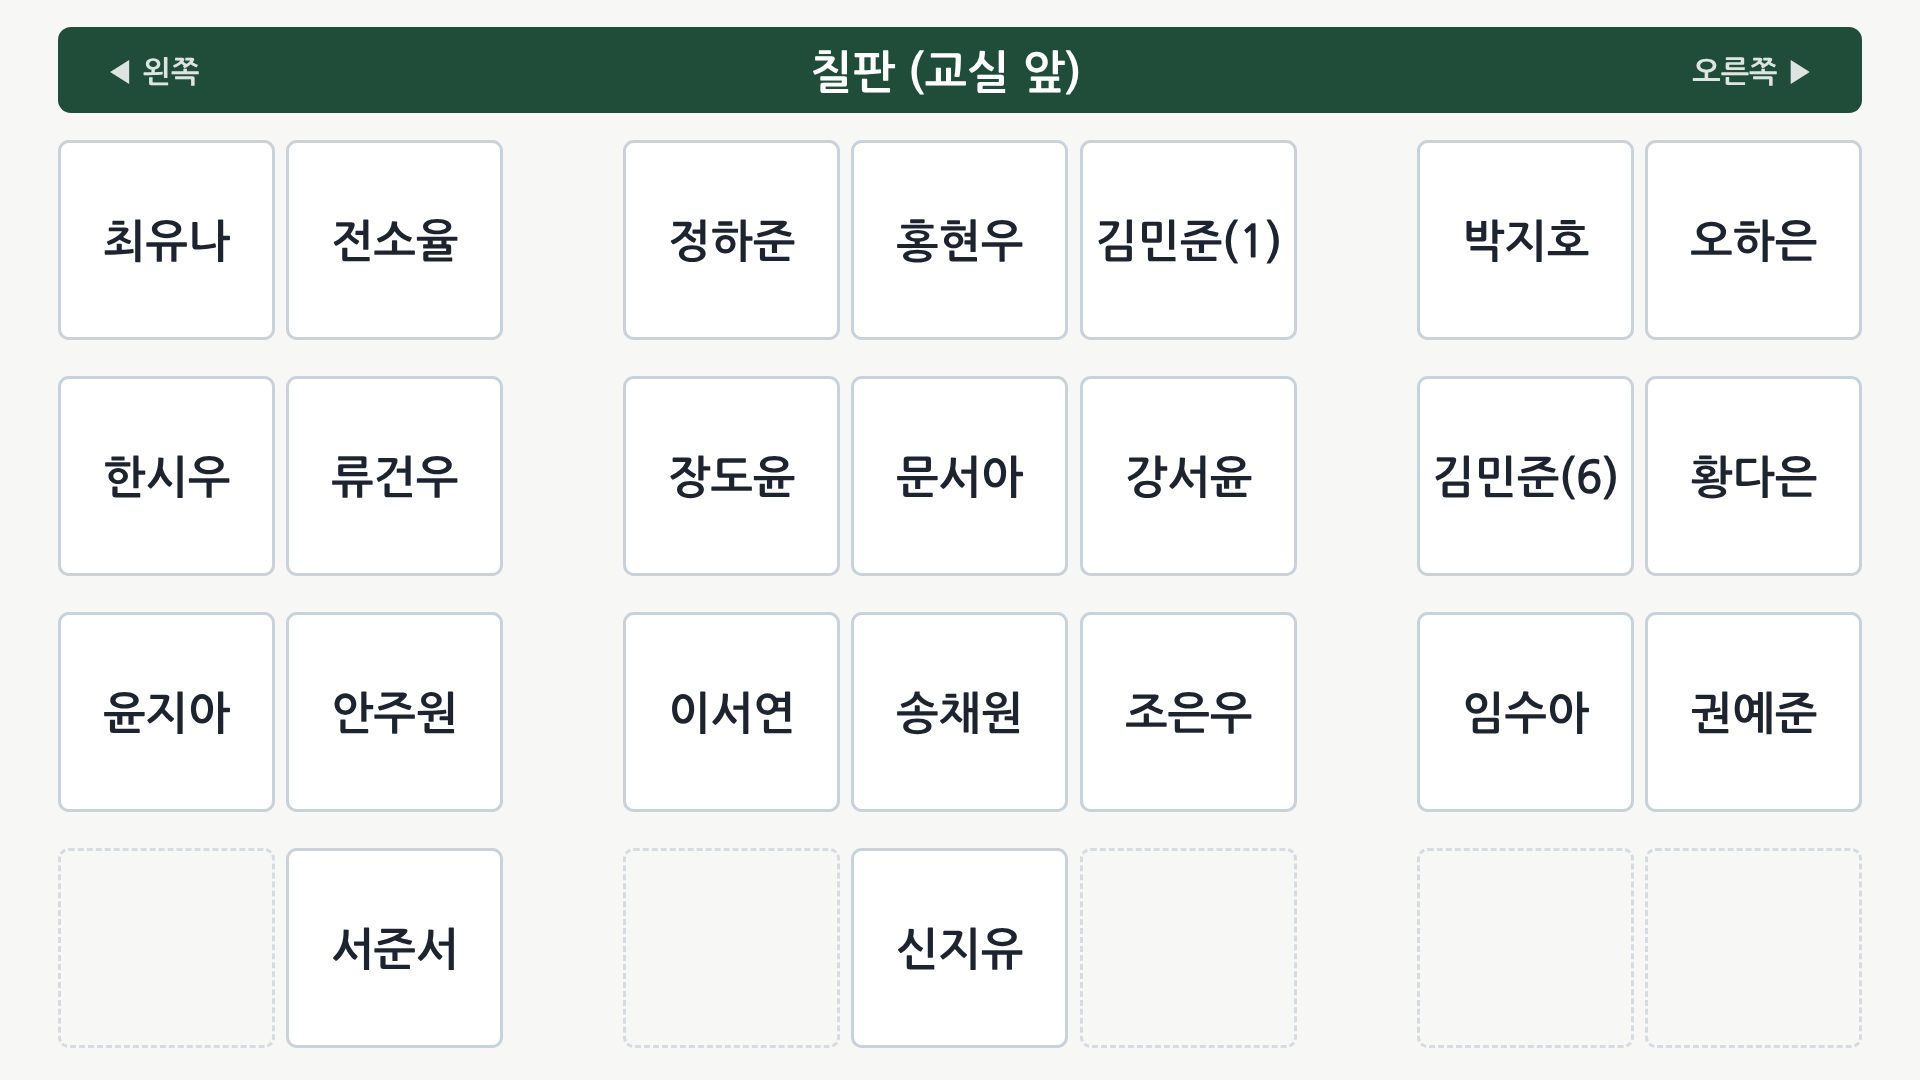 ◀ 왼쪽 칠판 (교실 앞) 오른쪽 ▶
최유나 전소율 정하준 홍현우 김민준(1) 박지호 오하은
한시우 류건우 장도윤 문서아 강서윤 김민준(6) 황다은
윤지아 안주원 이서연 송채원 조은우 임수아 권예준
서준서 신지유